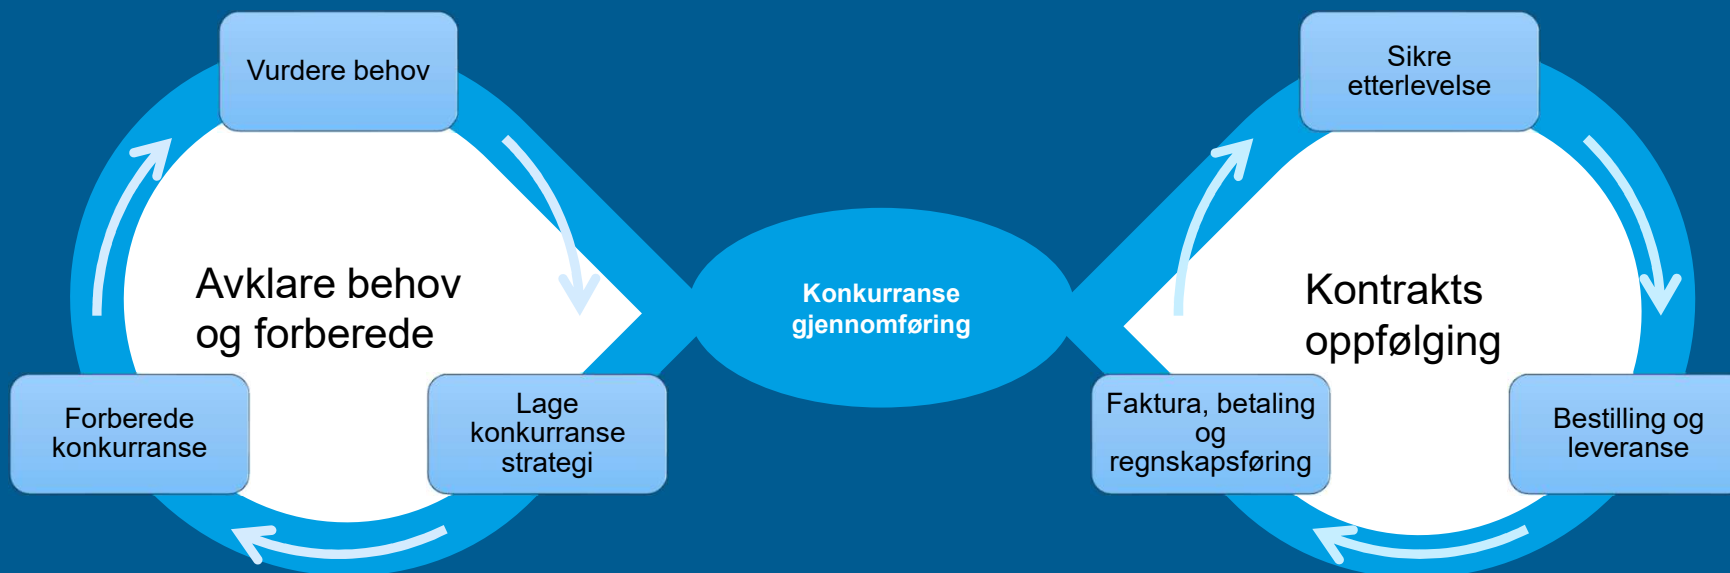 Vurdere behov
Avklare behov
og forberede
Forberede
konkurranse
Lage
konkurranse
strategi
Konkurranse
gjennomføring
Sikre
etterlevelse
Kontrakts
oppfølging
Faktura, betaling
og
regnskapsføring
Bestilling og
leveranse